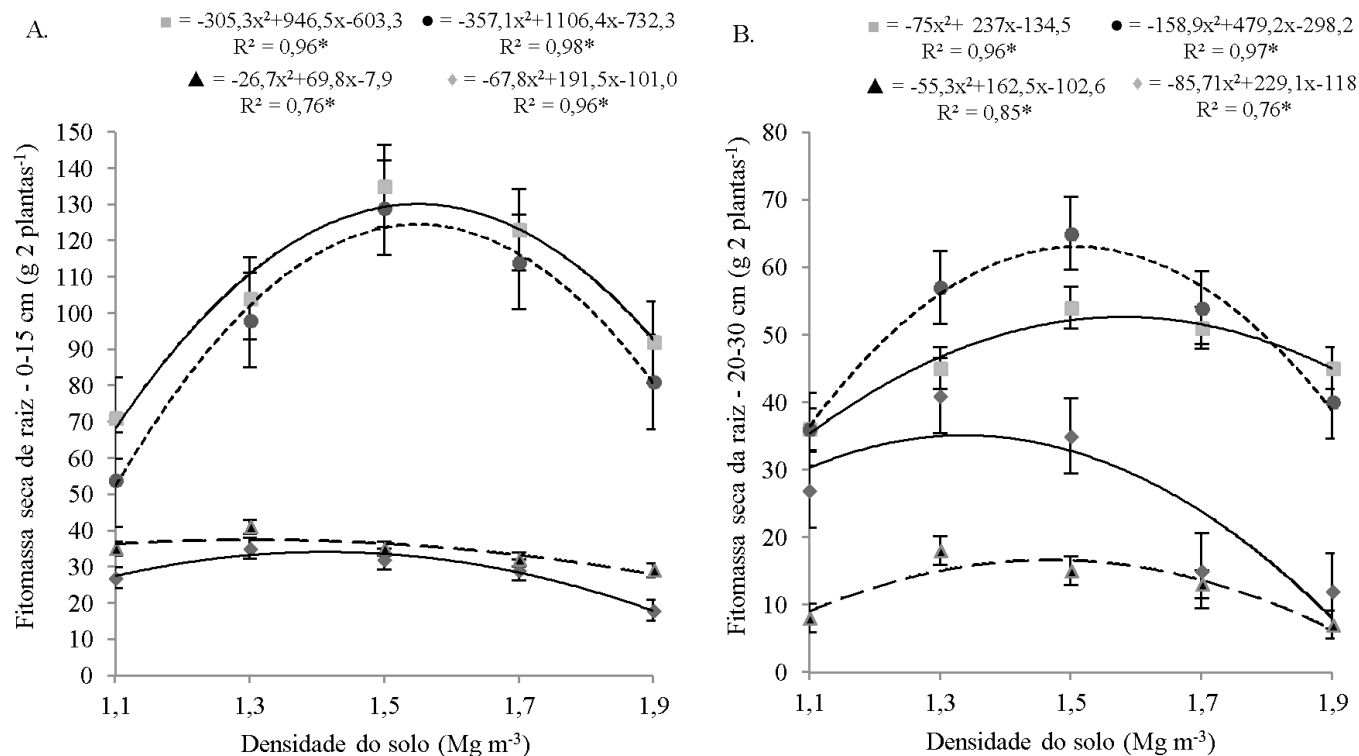 A.
■ = -305,3x²+946,5x-603,3
R² = 0,96*
● = -357,1x²+1106,4x-732,3
R² = 0,98*
▲ = -26,7x²+69,8x-7,9
R² = 0,76*
◆ = -67,8x²+191,5x-101,0
R² = 0,96*
Fitomassa seca de raiz - 0-15 cm (g 2 plantas⁻¹)
150
140
130
120
110
100
90
80
70
60
50
40
30
20
10
0
1,1 1,3 1,5 1,7 1,9
Densidade do solo (Mg m⁻³)
B.
■ = -75x²+ 237x-134,5
R² = 0,96*
● = -158,9x²+479,2x-298,2
R² = 0,97*
▲ = -55,3x²+162,5x-102,6
R² = 0,85*
◆ = -85,71x²+229,1x-118
R² = 0,76*
Fitomassa seca da raiz - 20-30 cm (g 2 plantas⁻¹)
80
70
60
50
40
30
20
10
0
1,1 1,3 1,5 1,7 1,9
Densidade do solo (Mg m⁻³)